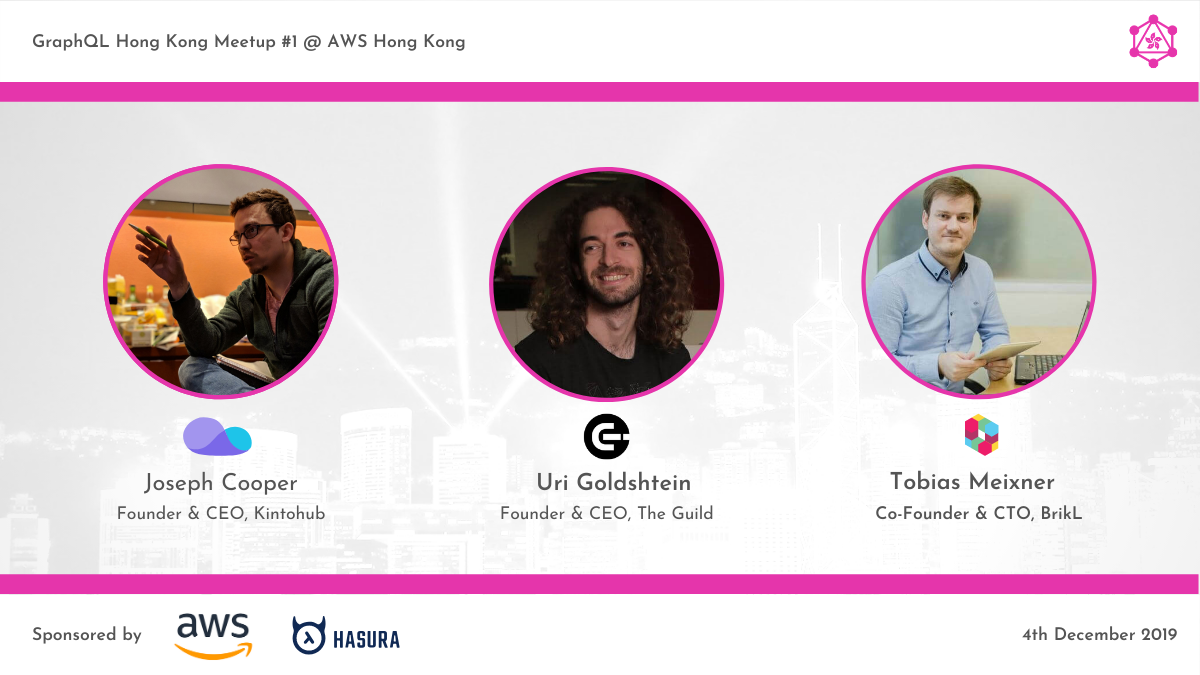 GraphQL Hong Kong Meetup #1 @ AWS Hong Kong
Joseph Cooper
Founder & CEO, Kintohub
Uri Goldshtein
Founder & CEO, The Guild
Tobias Meixner
Co-Founder & CTO, BrikL
Sponsored by
aws
HASURA
4th December 2019